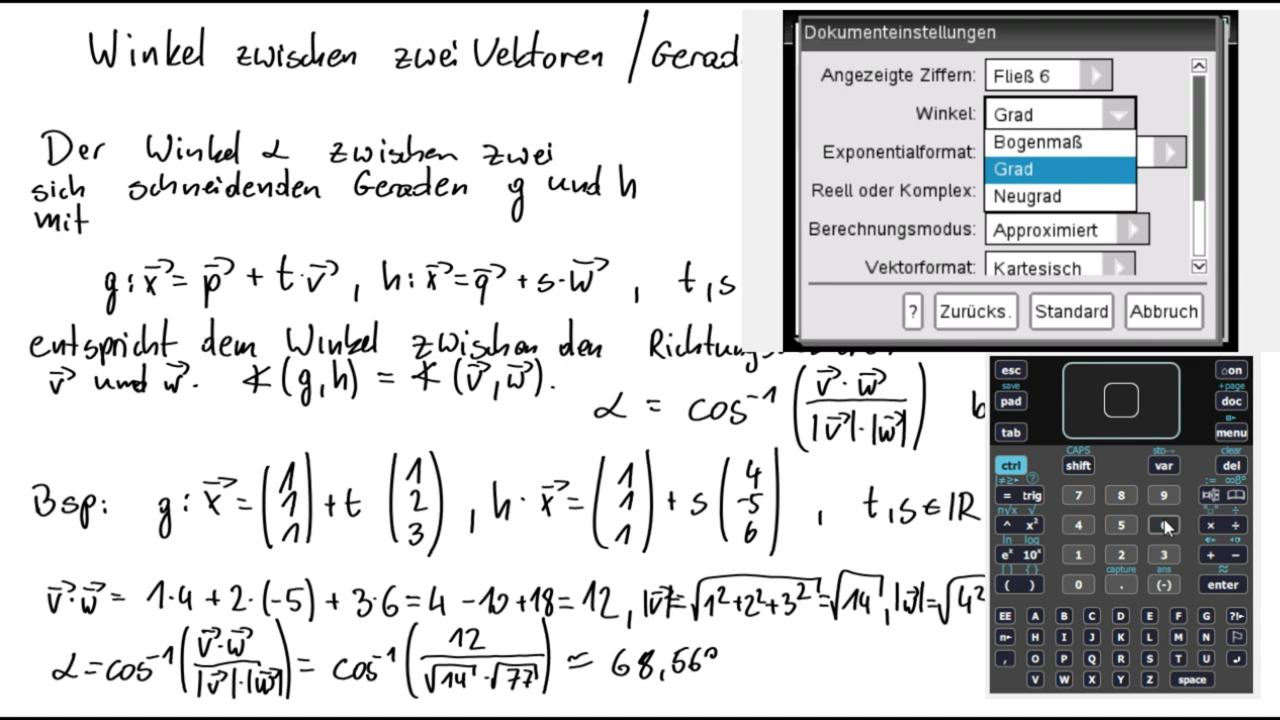 Winkel zwischen zwei Vektoren / Gerad
Der Winkel α zwischen zwei
sich schneidenden Geraden g und h
mit
g: x⃗ = p⃗ + t·v⃗ , h: x⃗ = q⃗ + s·w⃗ , t,s
entspricht dem Winkel zwischen den Richtungs
v⃗ und w⃗. ∢(g,h) = ∢(v⃗,w⃗).
α = cos⁻¹(v⃗·w⃗ / |v⃗|·|w⃗|) b
Bsp: g: x⃗ = (1 1 1) + t (1 2 3) , h: x⃗ = (1 1 1) + s (4 -5 6) , t,s ∈ IR
v⃗·w⃗ = 1·4 + 2·(-5) + 3·6 = 4 - 10 + 18 = 12, |v⃗| = √1²+2²+3² = √14, |w⃗| = √4²
α = cos⁻¹(v⃗·w⃗ / |v⃗|·|w⃗|) = cos⁻¹(12 / √14·√77) ≈ 68,56°
Dokumenteinstellungen
Angezeigte Ziffern: Fließ 6
Winkel: Grad
Bogenmaß
Exponentialformat:
Grad
Reell oder Komplex:
Neugrad
Berechnungsmodus: Approximiert
Vektorformat: Kartesisch
? Zurücks. Standard Abbruch
esc on
save +page
pad doc
tab menu
CAPS sto→ clear
ctrl shift var del
= trig 7 8 9
n√x √
^ x² 4 5 6 × ÷
ln log
eˣ 10ˣ 1 2 3 + −
[ ] { } capture ans ≈
( ) 0 . (-) enter
EE A B C D E F G ?!▸
π▸ H I J K L M N
, O P Q R S T U
V W X Y Z space